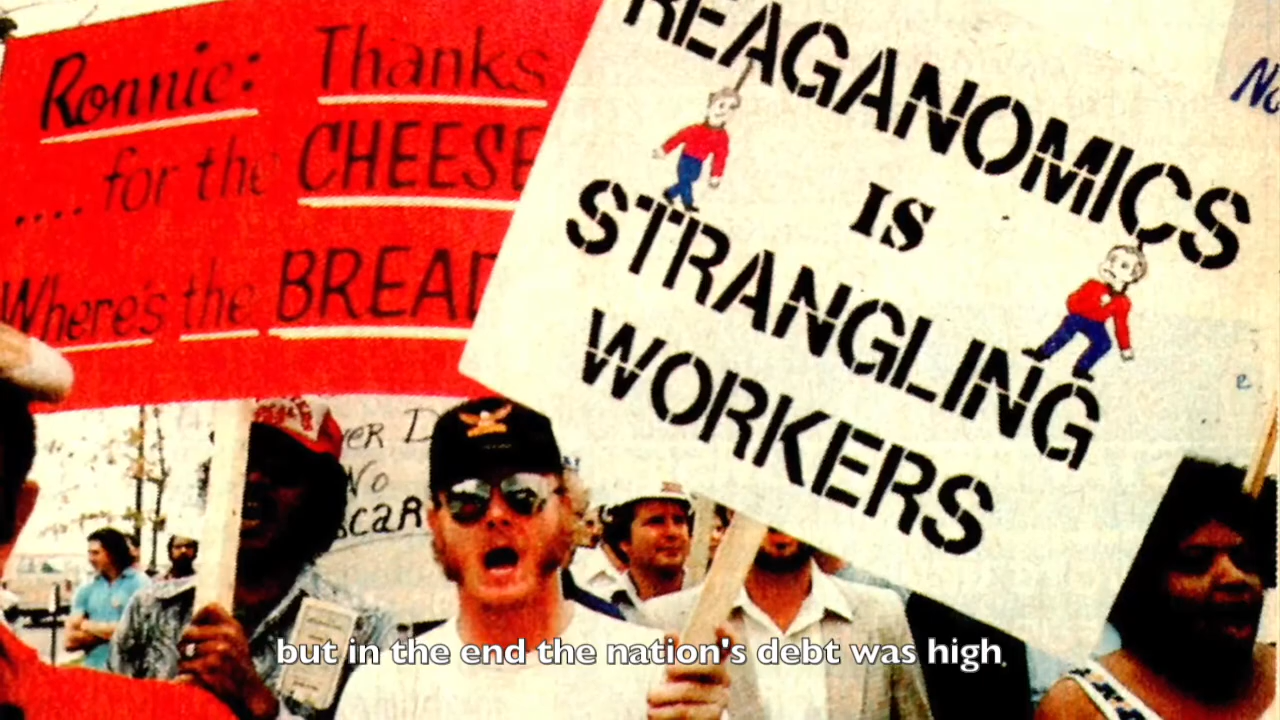 Ronnie: Thanks
.... for the CHEESE
Where's the BREAD
REAGANOMICS
IS
STRANGLING
WORKERS
No
but in the end the nation's debt was high.